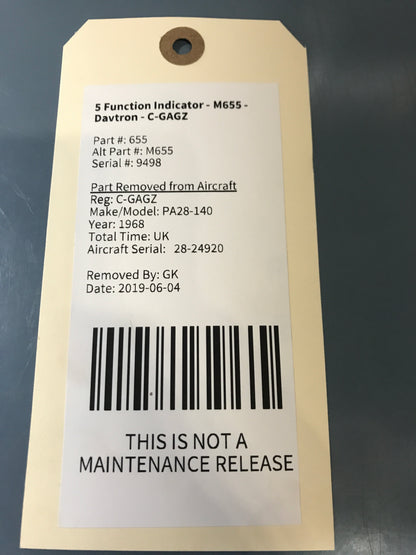 5 Function Indicator - M655 -
Davtron - C-GAGZ
Part #: 655
Alt Part #: M655
Serial #: 9498
Part Removed from Aircraft
Reg: C-GAGZ
Make/Model: PA28-140
Year: 1968
Total Time: UK
Aircraft Serial: 28-24920
Removed By: GK
Date: 2019-06-04
THIS IS NOT A
MAINTENANCE RELEASE